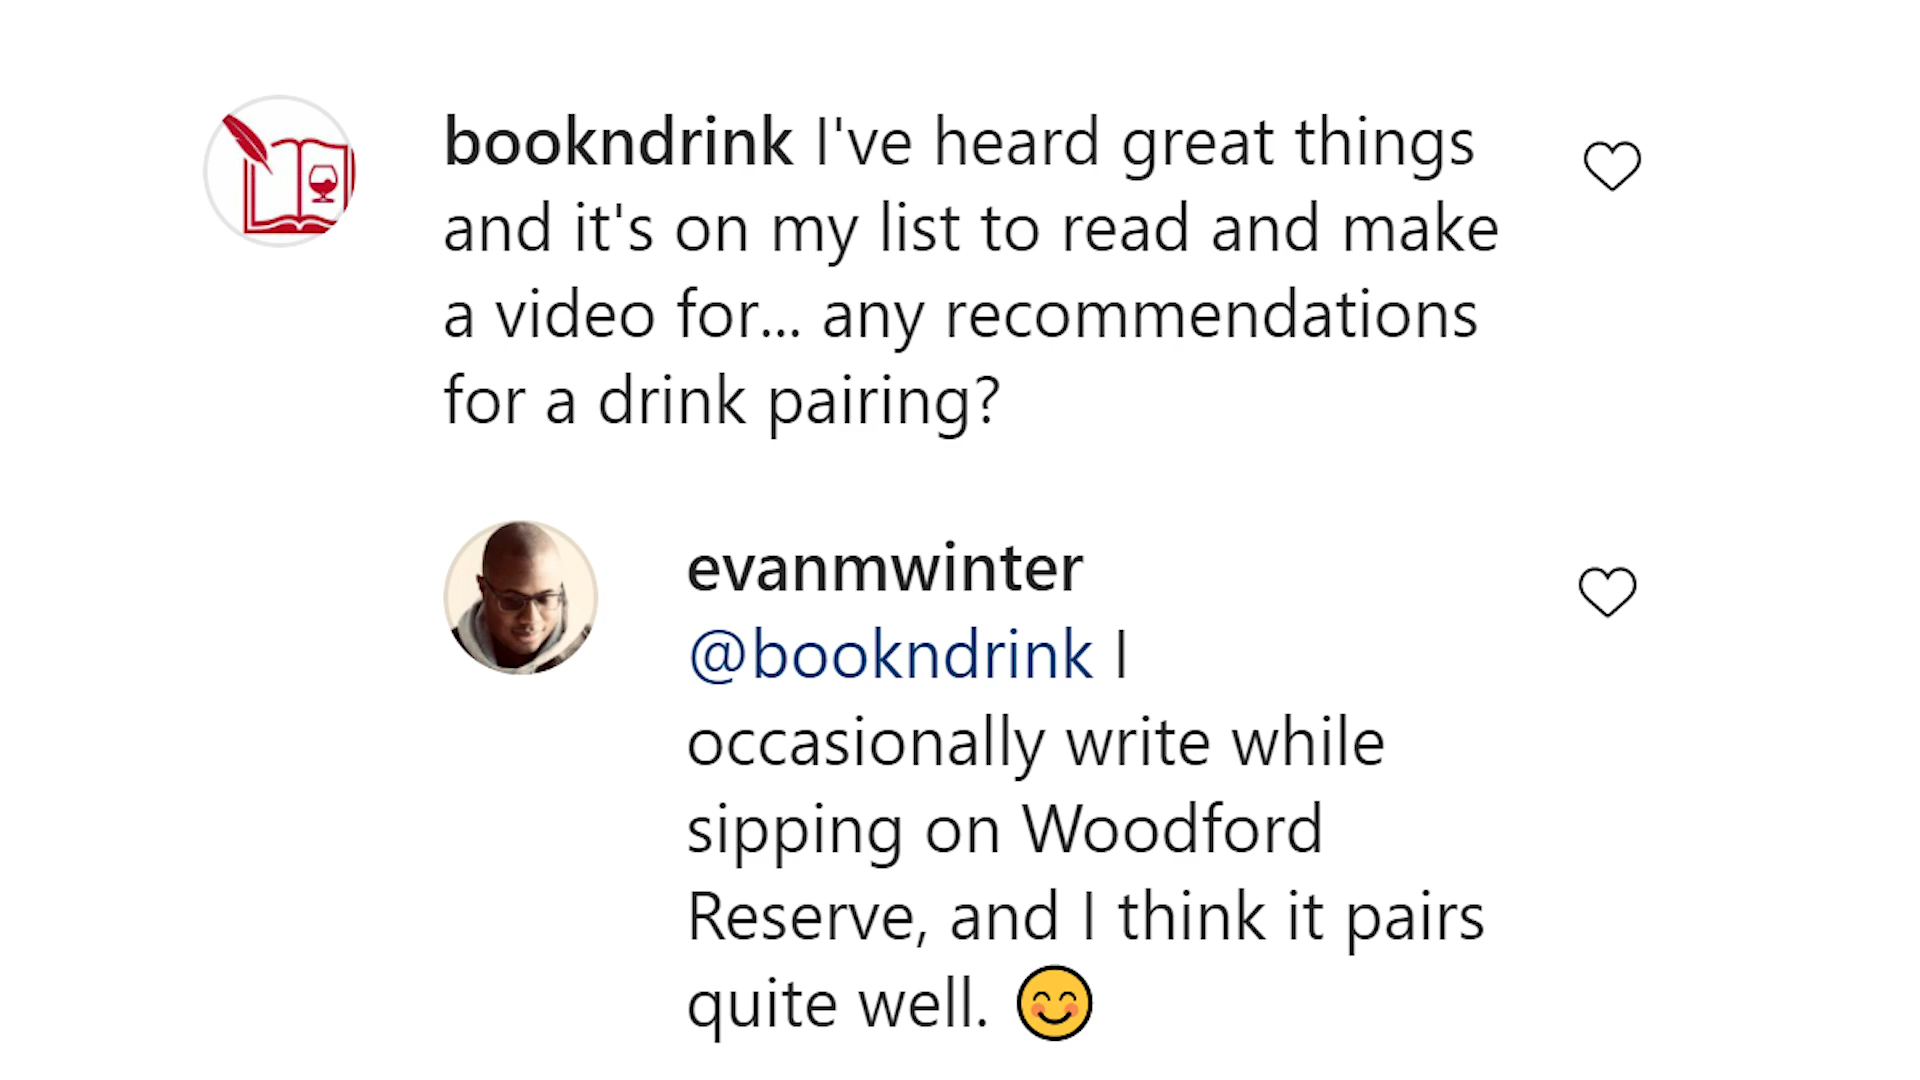 bookndrink I've heard great things
and it's on my list to read and make
a video for... any recommendations
for a drink pairing?
evanmwinter
@bookndrink I
occasionally write while
sipping on Woodford
Reserve, and I think it pairs
quite well. 😊